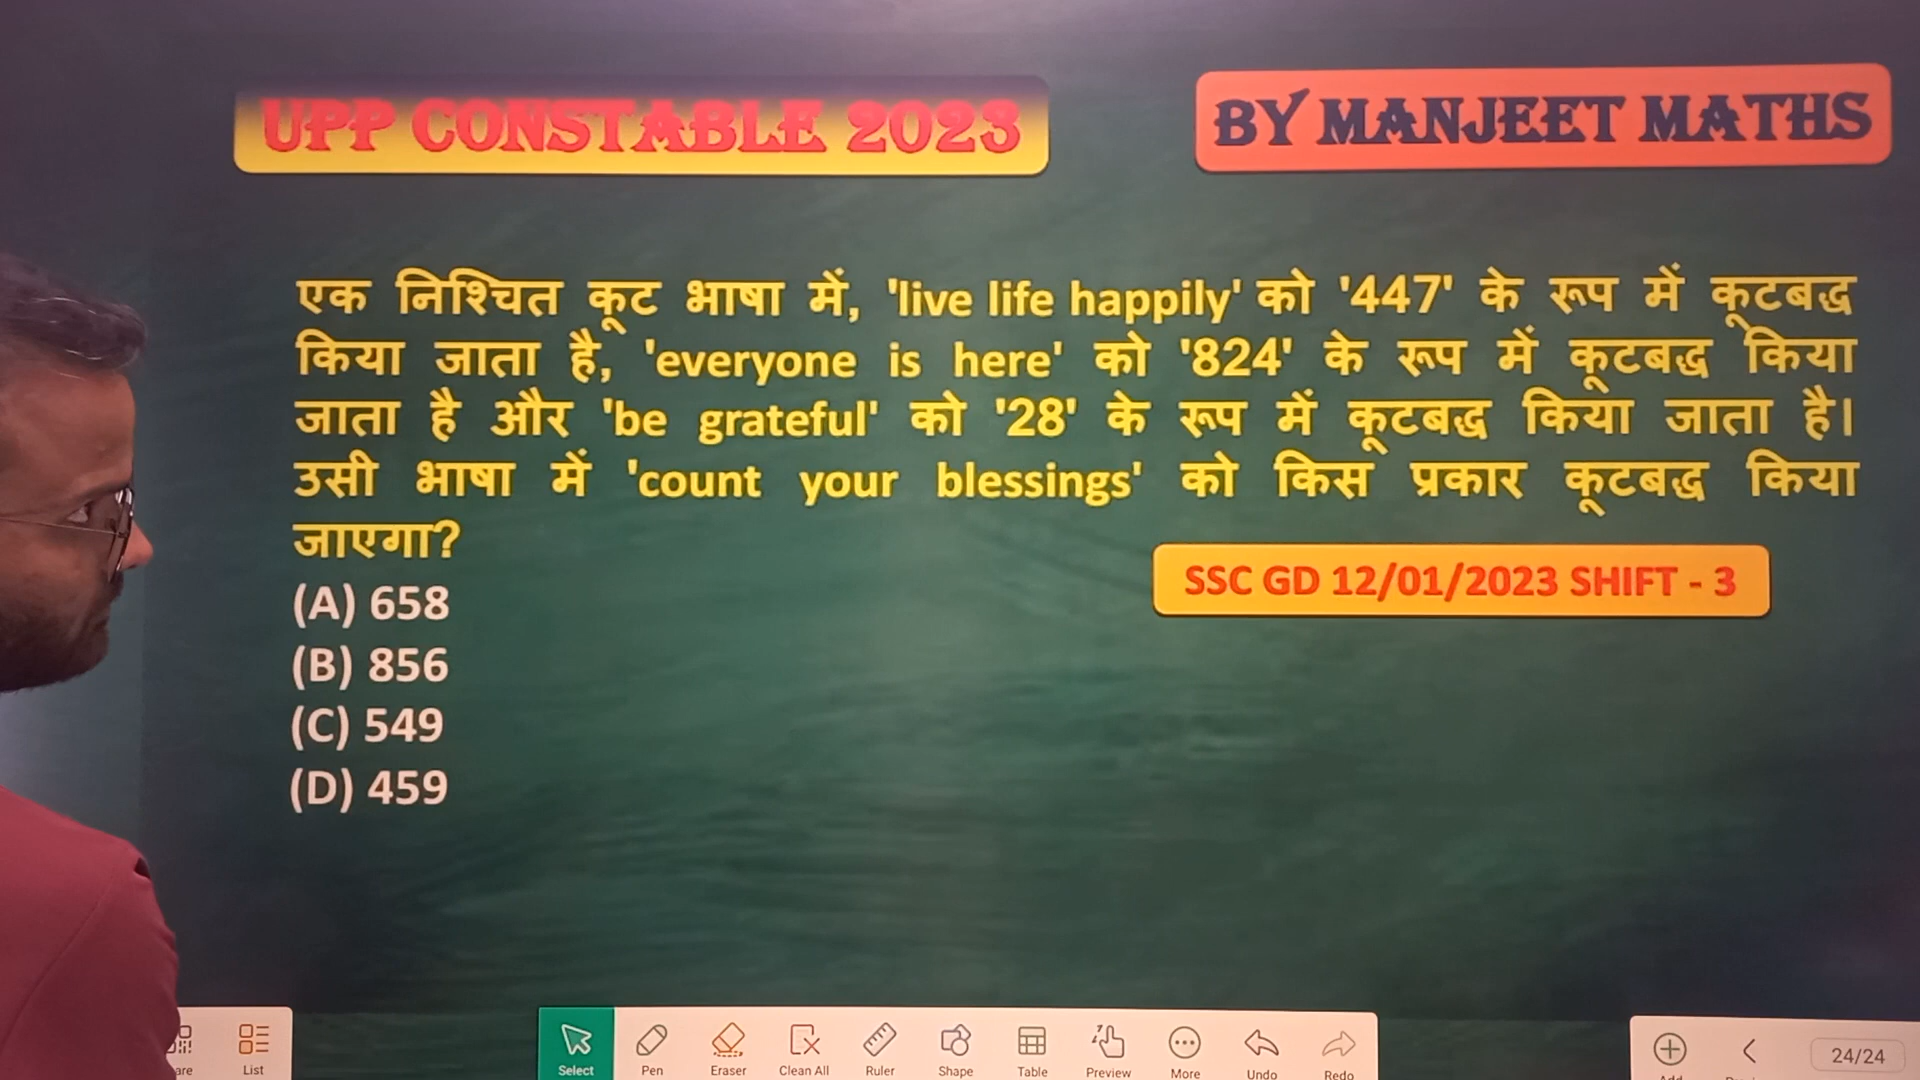 UPP CONSTABLE 2023
BY MANJEET MATHS
एक निश्चित कूट भाषा में, 'live life happily' को '447' के रूप में कूटबद्ध
किया जाता है, 'everyone is here' को '824' के रूप में कूटबद्ध किया
जाता है और 'be grateful' को '28' के रूप में कूटबद्ध किया जाता है।
उसी भाषा में 'count your blessings' को किस प्रकार कूटबद्ध किया
जाएगा?
SSC GD 12/01/2023 SHIFT - 3
(A) 658
(B) 856
(C) 549
(D) 459
are
List
Select
Pen
Eraser
Clean All
Ruler
Shape
Table
Preview
More
Undo
Redo
24/24